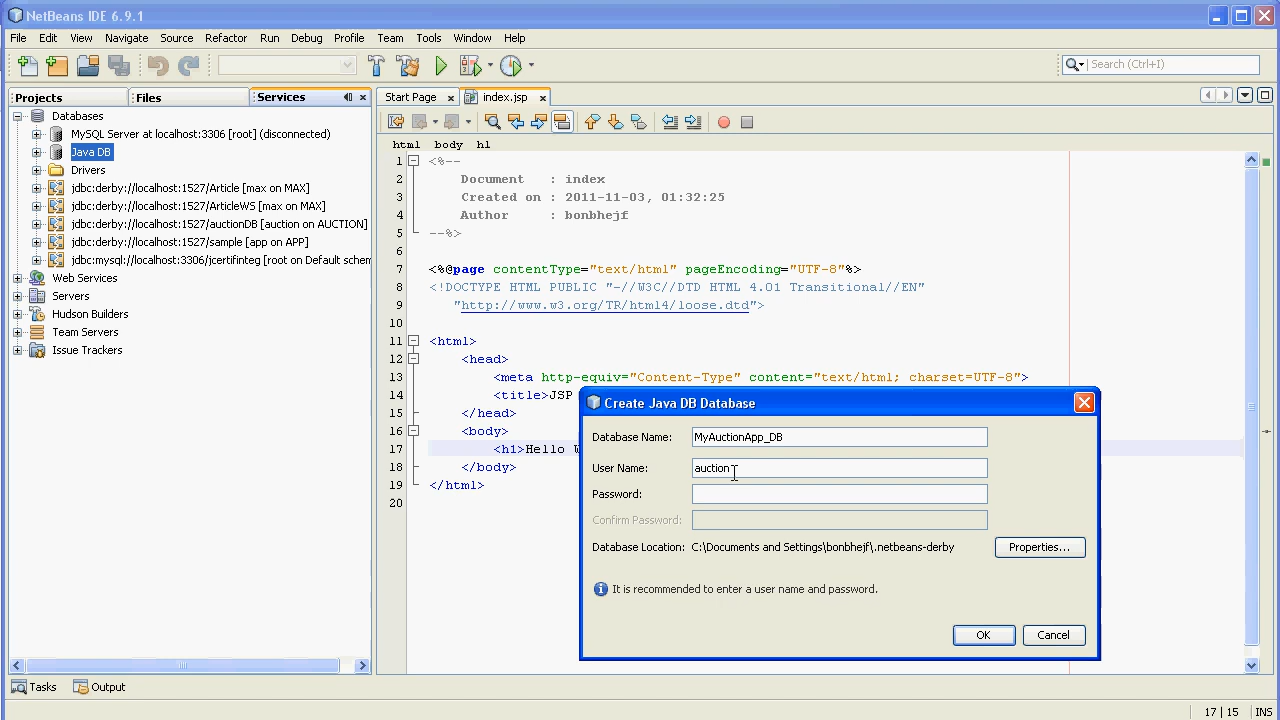 NetBeans IDE 6.9.1
File Edit View Navigate Source Refactor Run Debug Profile Team Tools Window Help
Search (Ctrl+I)
Projects Files Services
Start Page index.jsp
Databases
MySQL Server at localhost:3306 [root] (disconnected)
Java DB
Drivers
jdbc:derby://localhost:1527/Article [max on MAX]
jdbc:derby://localhost:1527/ArticleWS [max on MAX]
jdbc:derby://localhost:1527/auctionDB [auction on AUCTION]
jdbc:derby://localhost:1527/sample [app on APP]
jdbc:mysql://localhost:3306/jcertifinteg [root on Default schem
Web Services
Servers
Hudson Builders
Team Servers
Issue Trackers
html body h1
1 <%--
2 Document : index
3 Created on : 2011-11-03, 01:32:25
4 Author : bonbhejf
5 --%>
6
7 <%@page contentType="text/html" pageEncoding="UTF-8"%>
8 <!DOCTYPE HTML PUBLIC "-//W3C//DTD HTML 4.01 Transitional//EN"
9 "http://www.w3.org/TR/html4/loose.dtd">
10
11 <html>
12 <head>
13 <meta http-equiv="Content-Type" content="text/html; charset=UTF-8">
14 <title>JSP
15 </head>
16 <body>
17 <h1>Hello W
18 </body>
19 </html>
20
Create Java DB Database
Database Name: MyAuctionApp_DB
User Name: auction
Password:
Confirm Password:
Database Location: C:\Documents and Settings\bonbhejf\.netbeans-derby Properties...
It is recommended to enter a user name and password.
OK Cancel
Tasks Output
17 | 15 INS